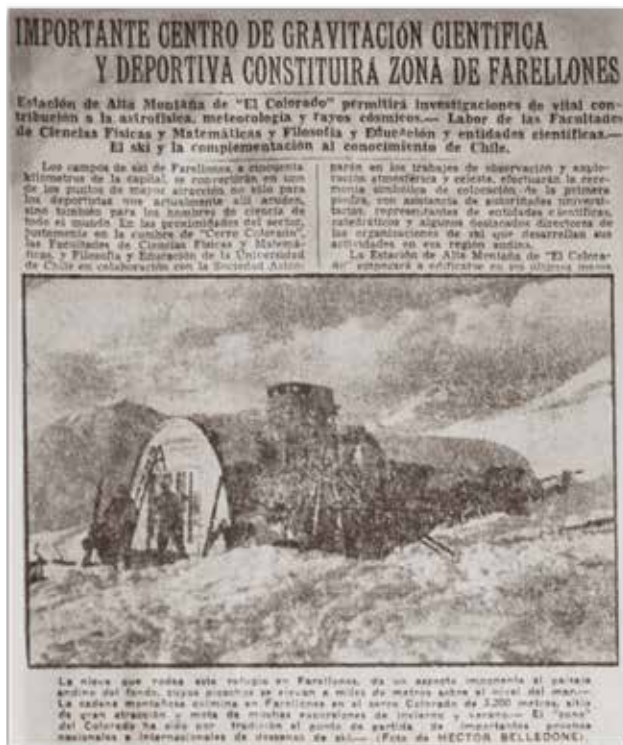 IMPORTANTE CENTRO DE GRAVITACIÓN CIENTÍFICA
Y DEPORTIVA CONSTITUIRÁ ZONA DE FARELLONES
Estación de Alta Montaña de "El Colorado" permitirá investigaciones de vital con-
tribución a la astrofísica, meteorología y rayos cósmicos.— Labor de las Facultades
de Ciencias Físicas y Matemáticas y Filosofía y Educación y entidades científicas.—
El ski y la complementación al conocimiento de Chile.
Los campos de ski de Farellones, a cincuenta
kilómetros de la capital, se convertirán en uno
de los puntos de mayor atracción no sólo para
los deportistas que actualmente allí acuden,
sino también para los hombres de ciencia de
todo el mundo. En las proximidades del sector,
justamente en la cumbre de "Cerro Colorado",
las Facultades de Ciencias Físicas y Matemá-
ticas, y Filosofía y Educación de la Universidad
de Chile en colaboración con la Sociedad Astro-
parán en los trabajos de observación y explo-
ración atmosférica y celeste, efectuarán la cere-
monia simbólica de colocación de la primera
piedra, con asistencia de autoridades universi-
tarias, representantes de entidades científicas,
catedráticos y algunos destacados directores de
las organizaciones de ski que desarrollan sus
actividades en esa región andina.
La Estación de Alta Montaña de "El Colora-
do" empezará a edificarse en los últimos meses
La nieve que rodea este refugio en Farellones, da un aspecto imponente al paisaje
andino del fondo, cuyos picachos se elevan a miles de metros sobre el nivel del mar.—
La cadena montañosa culmina en Farellones en el cerro Colorado de 3.200 metros, sitio
de gran atracción y meta de muchas excursiones de invierno y verano.— El "cono"
del Colorado ha sido por tradición el punto de partida de importantes pruebas
nacionales e internacionales de descenso de ski.— (Foto de HECTOR BELLEDONE).